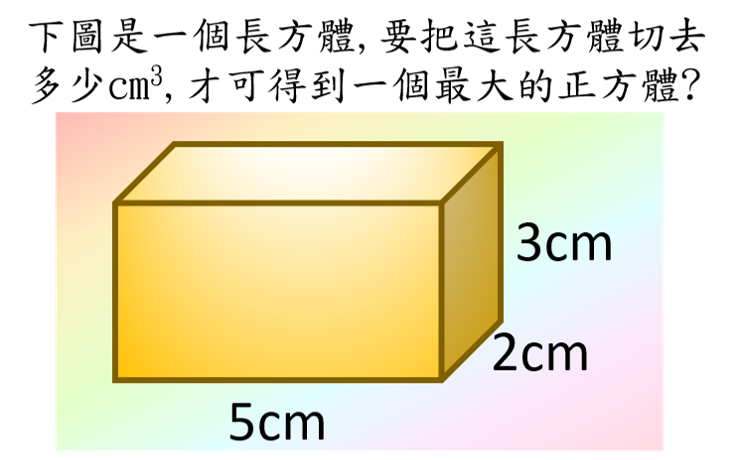 下圖是一個長方體, 要把這長方體切去
多少cm³, 才可得到一個最大的正方體?
3cm
2cm
5cm